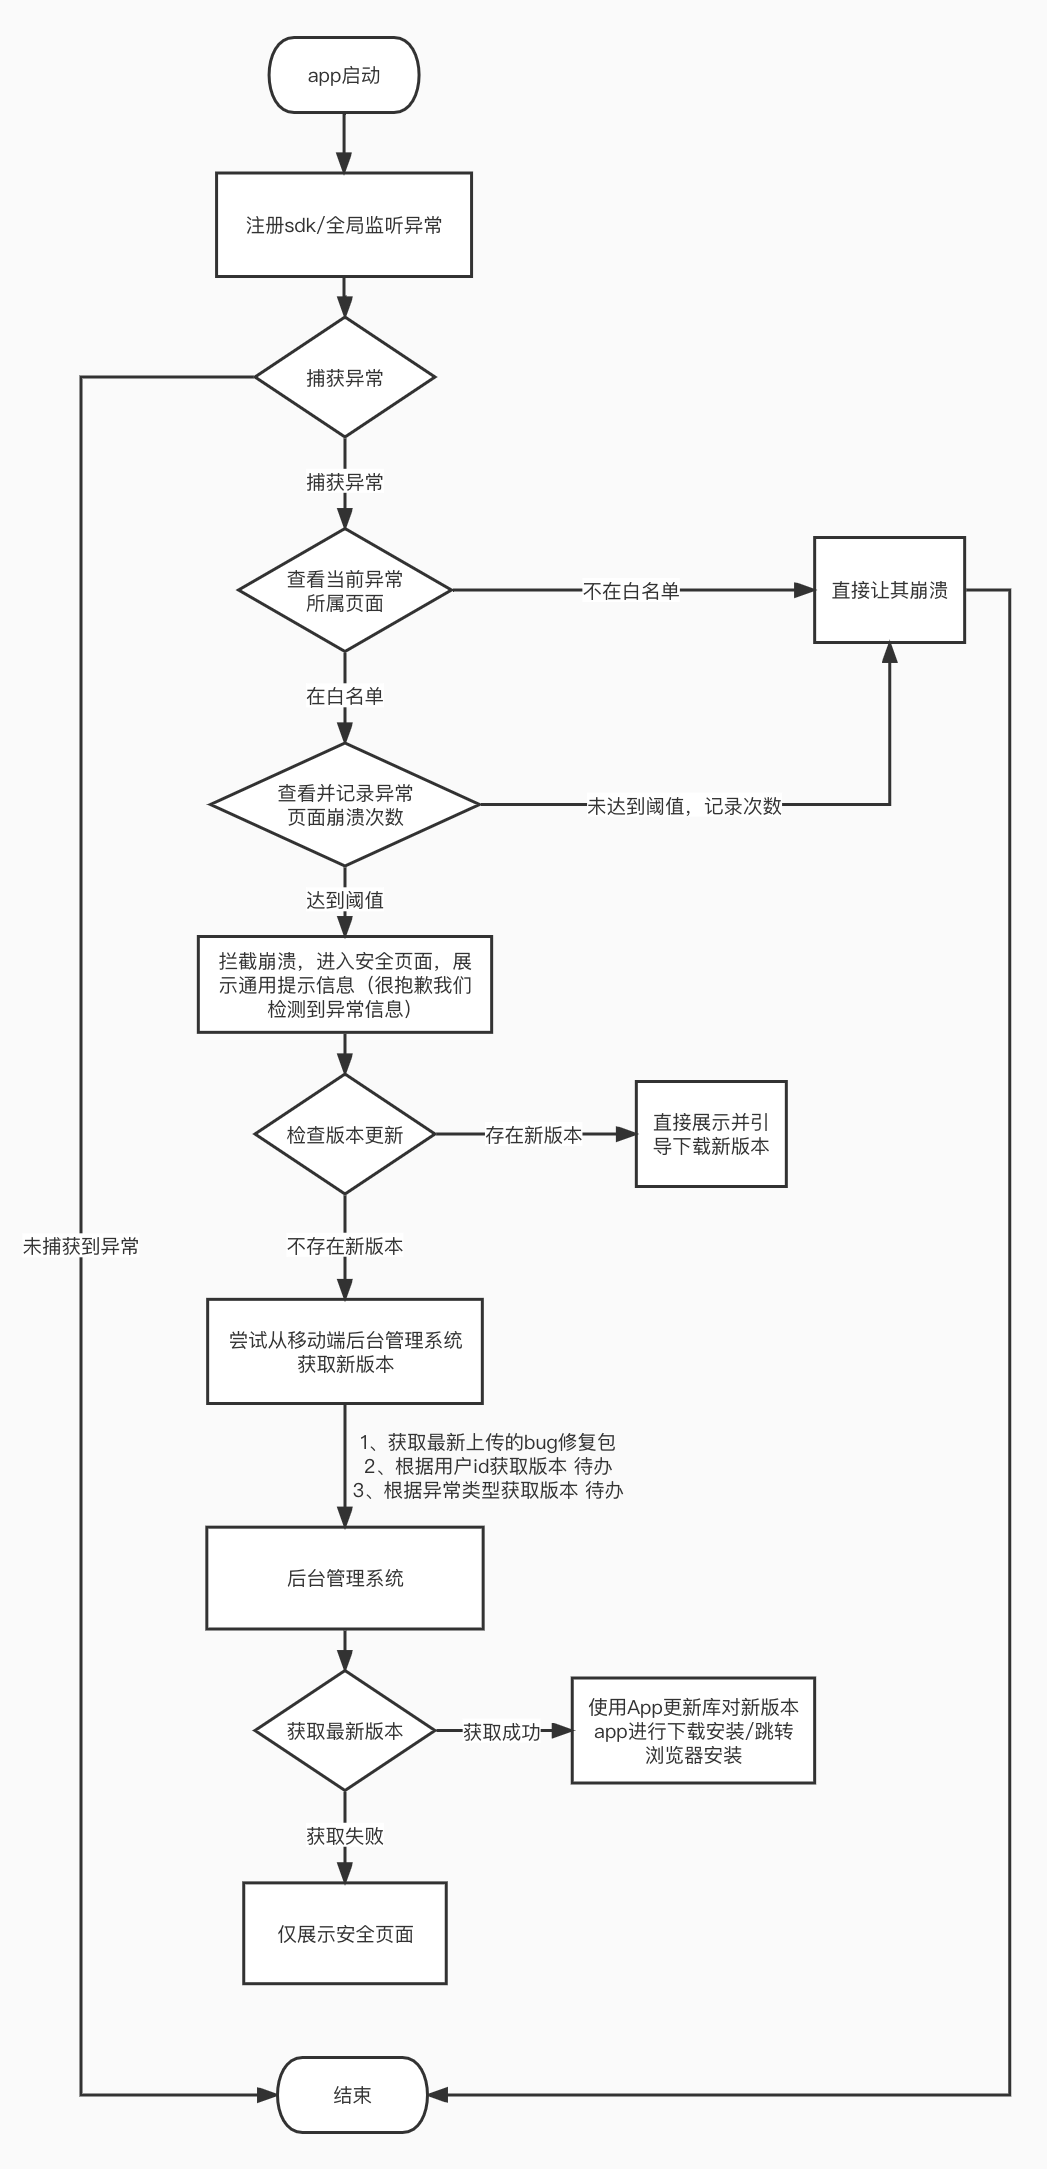 app启动
注册sdk/全局监听异常
捕获异常
捕获异常
查看当前异常
所属页面
不在白名单
直接让其崩溃
在白名单
查看并记录异常
页面崩溃次数
未达到阈值，记录次数
达到阈值
拦截崩溃，进入安全页面，展
示通用提示信息（很抱歉我们
检测到异常信息）
检查版本更新
存在新版本
直接展示并引
导下载新版本
未捕获到异常
不存在新版本
尝试从移动端后台管理系统
获取新版本
1、获取最新上传的bug修复包
2、根据用户id获取版本 待办
3、根据异常类型获取版本 待办
后台管理系统
获取最新版本
获取成功
使用App更新库对新版本
app进行下载安装/跳转
浏览器安装
获取失败
仅展示安全页面
结束